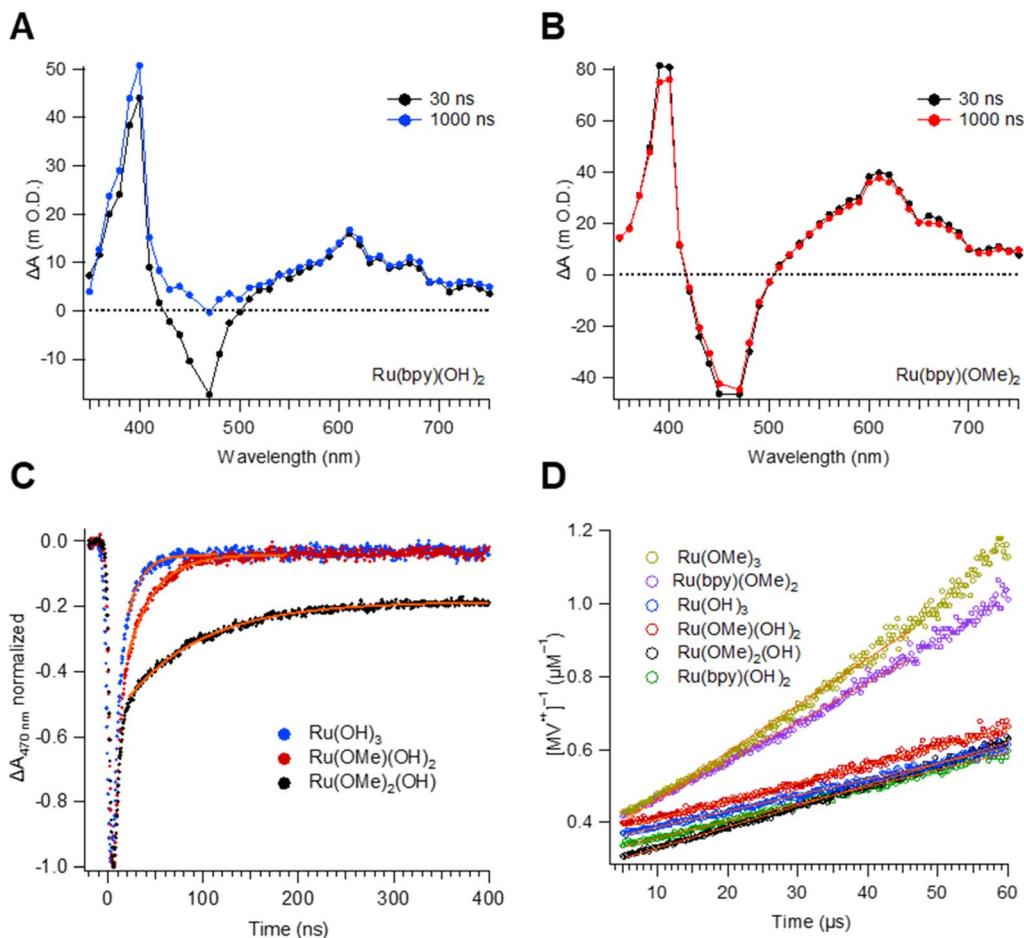 A
50
40
30
20
10
0
-10
ΔA (m O.D.)
30 ns
1000 ns
Ru(bpy)(OH)₂
400
500
600
700
Wavelength (nm)
B
80
60
40
20
0
-20
-40
ΔA (m O.D.)
30 ns
1000 ns
Ru(bpy)(OMe)₂
400
500
600
700
Wavelength (nm)
C
0.0
-0.2
-0.4
-0.6
-0.8
-1.0
ΔA₄₇₀ ₙₘ normalized
Ru(OH)₃
Ru(OMe)(OH)₂
Ru(OMe)₂(OH)
0
100
200
300
400
Time (ns)
D
1.2
1.0
0.8
0.6
0.4
[MV•⁺]⁻¹ (µM⁻¹)
Ru(OMe)₃
Ru(bpy)(OMe)₂
Ru(OH)₃
Ru(OMe)(OH)₂
Ru(OMe)₂(OH)
Ru(bpy)(OH)₂
10
20
30
40
50
60
Time (µs)